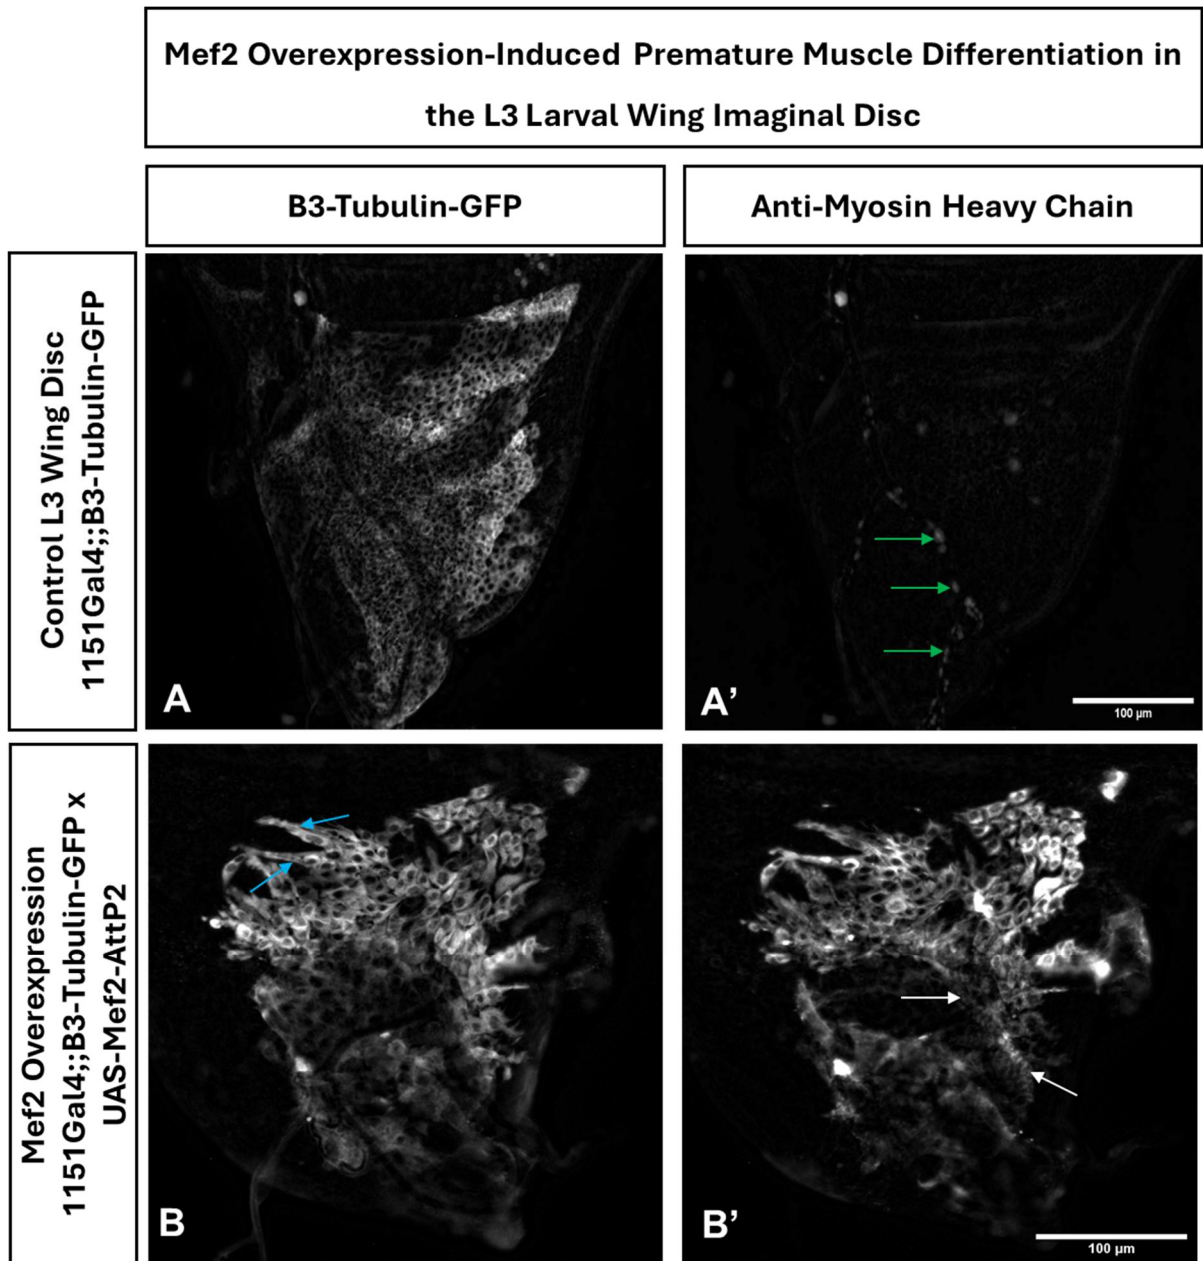 Mef2 Overexpression-Induced Premature Muscle Differentiation in
the L3 Larval Wing Imaginal Disc
B3-Tubulin-GFP
Anti-Myosin Heavy Chain
Control L3 Wing Disc
1151Gal4;;B3-Tubulin-GFP
A
A’
100 µm
Mef2 Overexpression
1151Gal4;;B3-Tubulin-GFP x
UAS-Mef2-AttP2
B
B’
100 µm